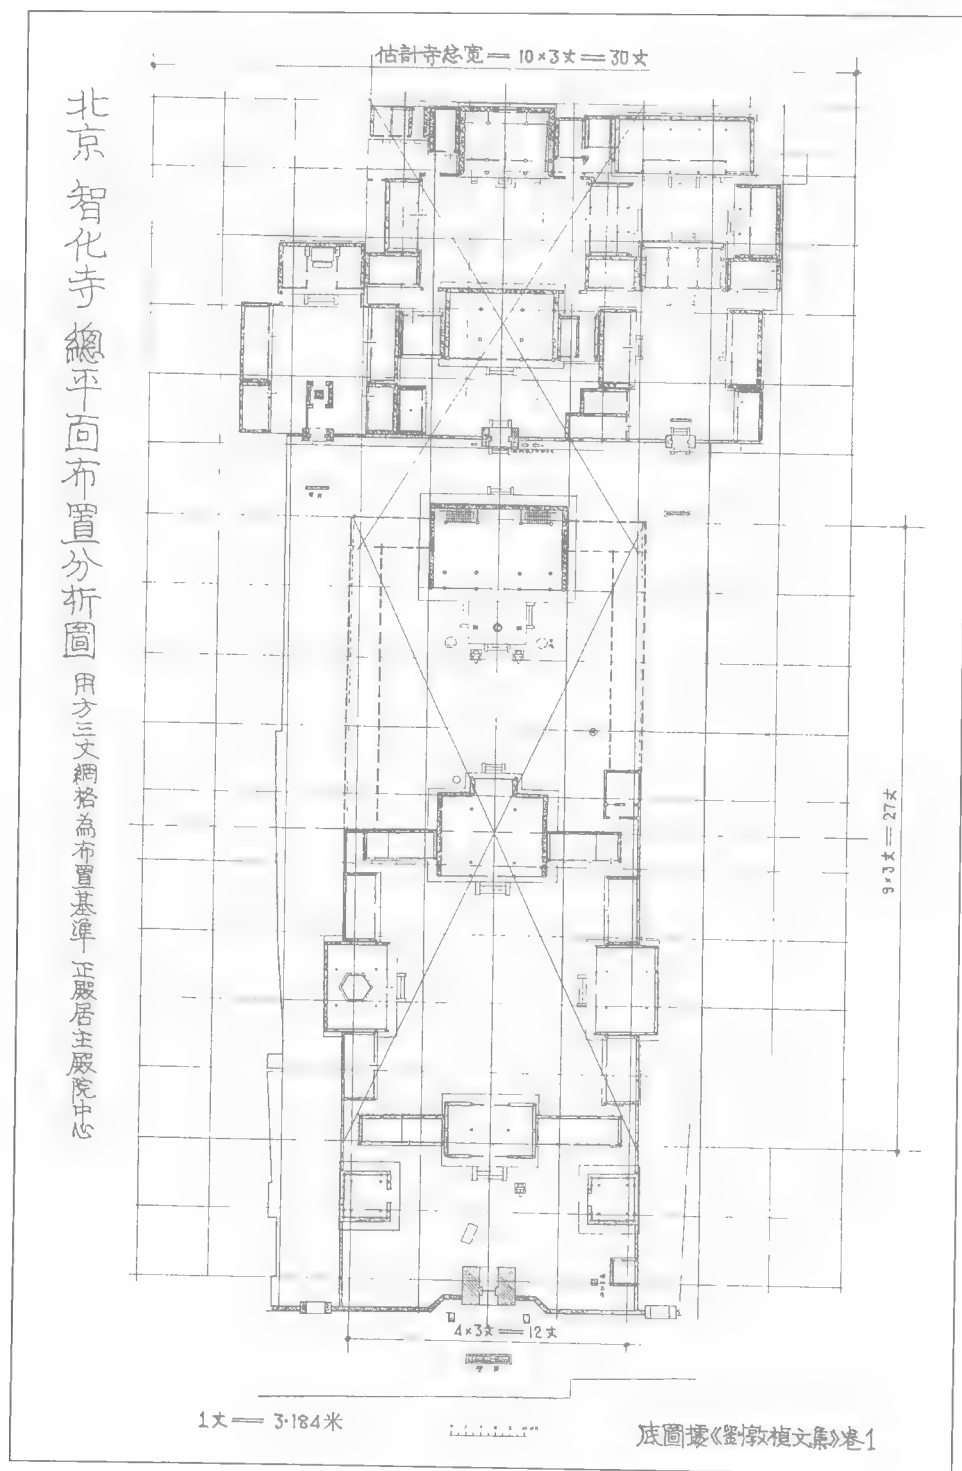 估計寺总宽＝10×3丈＝30丈
北京智化寺總平面布置分析圖 用方三丈網格為布置基準 正殿居主殿院中心
9×3丈＝27丈
4×3丈＝12丈
1丈＝3·184米
底圖據《劉敦楨文集》卷1